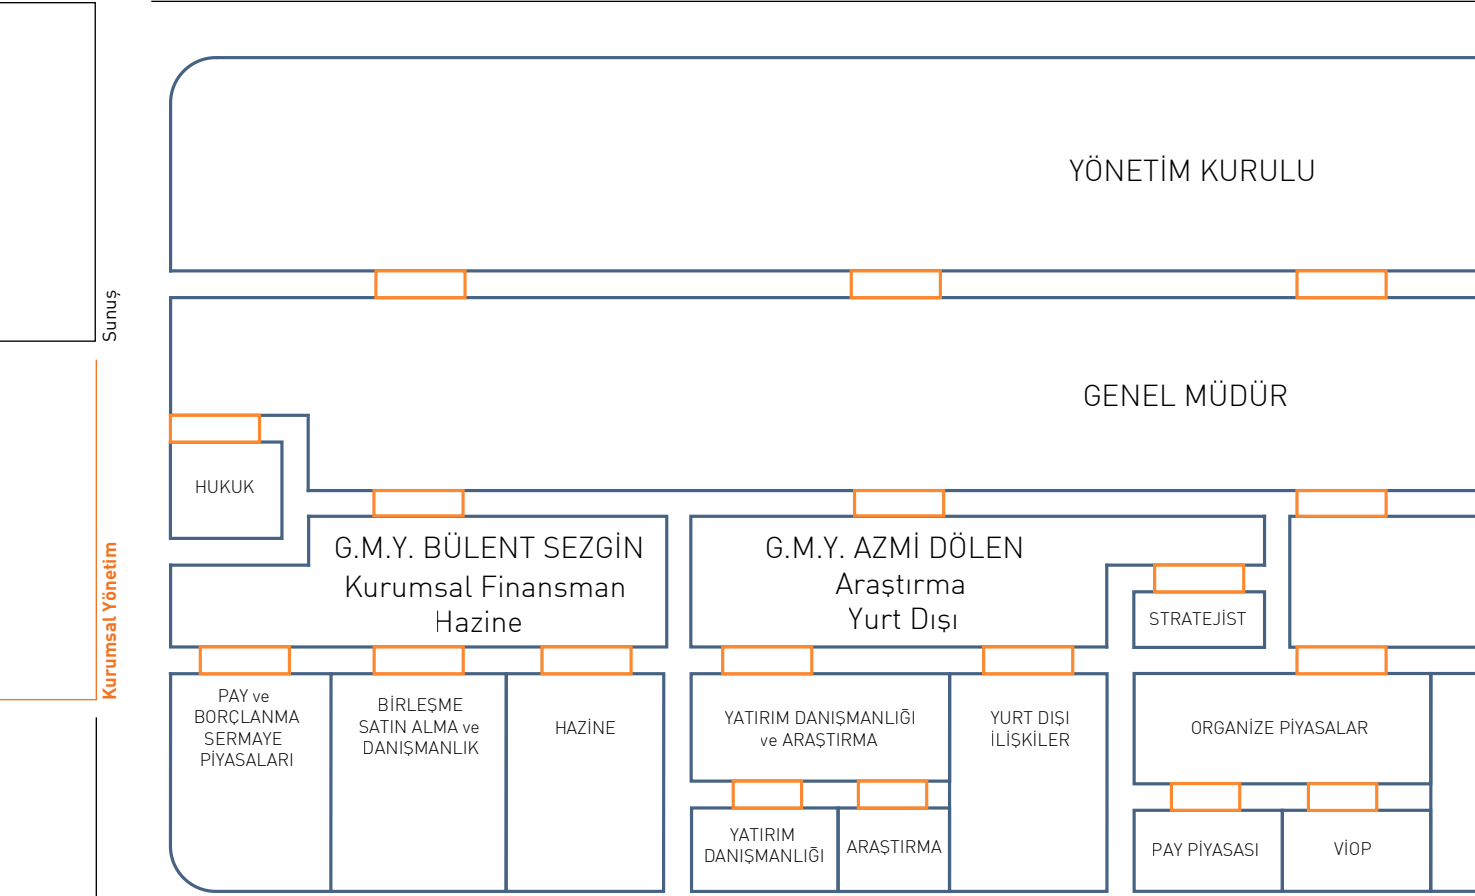 Sunuş
Kurumsal Yönetim
YÖNETİM KURULU
GENEL MÜDÜR
HUKUK
G.M.Y. BÜLENT SEZGİN
Kurumsal Finansman
Hazine
G.M.Y. AZMİ DÖLEN
Araştırma
Yurt Dışı
STRATEJİST
PAY ve
BORÇLANMA
SERMAYE
PİYASALARI
BİRLEŞME
SATIN ALMA ve
DANIŞMANLIK
HAZİNE
YATIRIM DANIŞMANLIĞI
ve ARAŞTIRMA
YURT DIŞI
İLİŞKİLER
ORGANİZE PİYASALAR
YATIRIM
DANIŞMANLIĞI
ARAŞTIRMA
PAY PİYASASI
VİOP